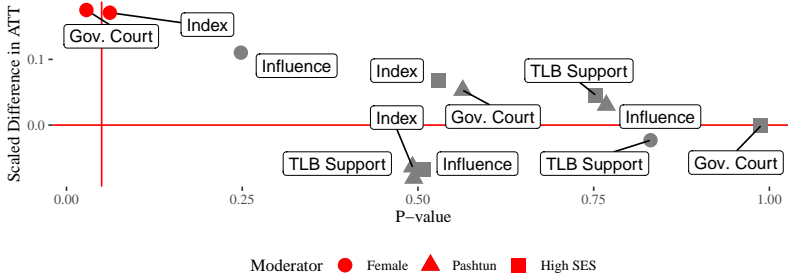 Scaled Difference in ATT
0.1
0.0
Gov. Court
Index
Influence
Index
TLB Support
Gov. Court
Influence
Index
TLB Support
Influence
TLB Support
Gov. Court
0.00
0.25
0.50
0.75
1.00
P−value
Moderator Female Pashtun High SES